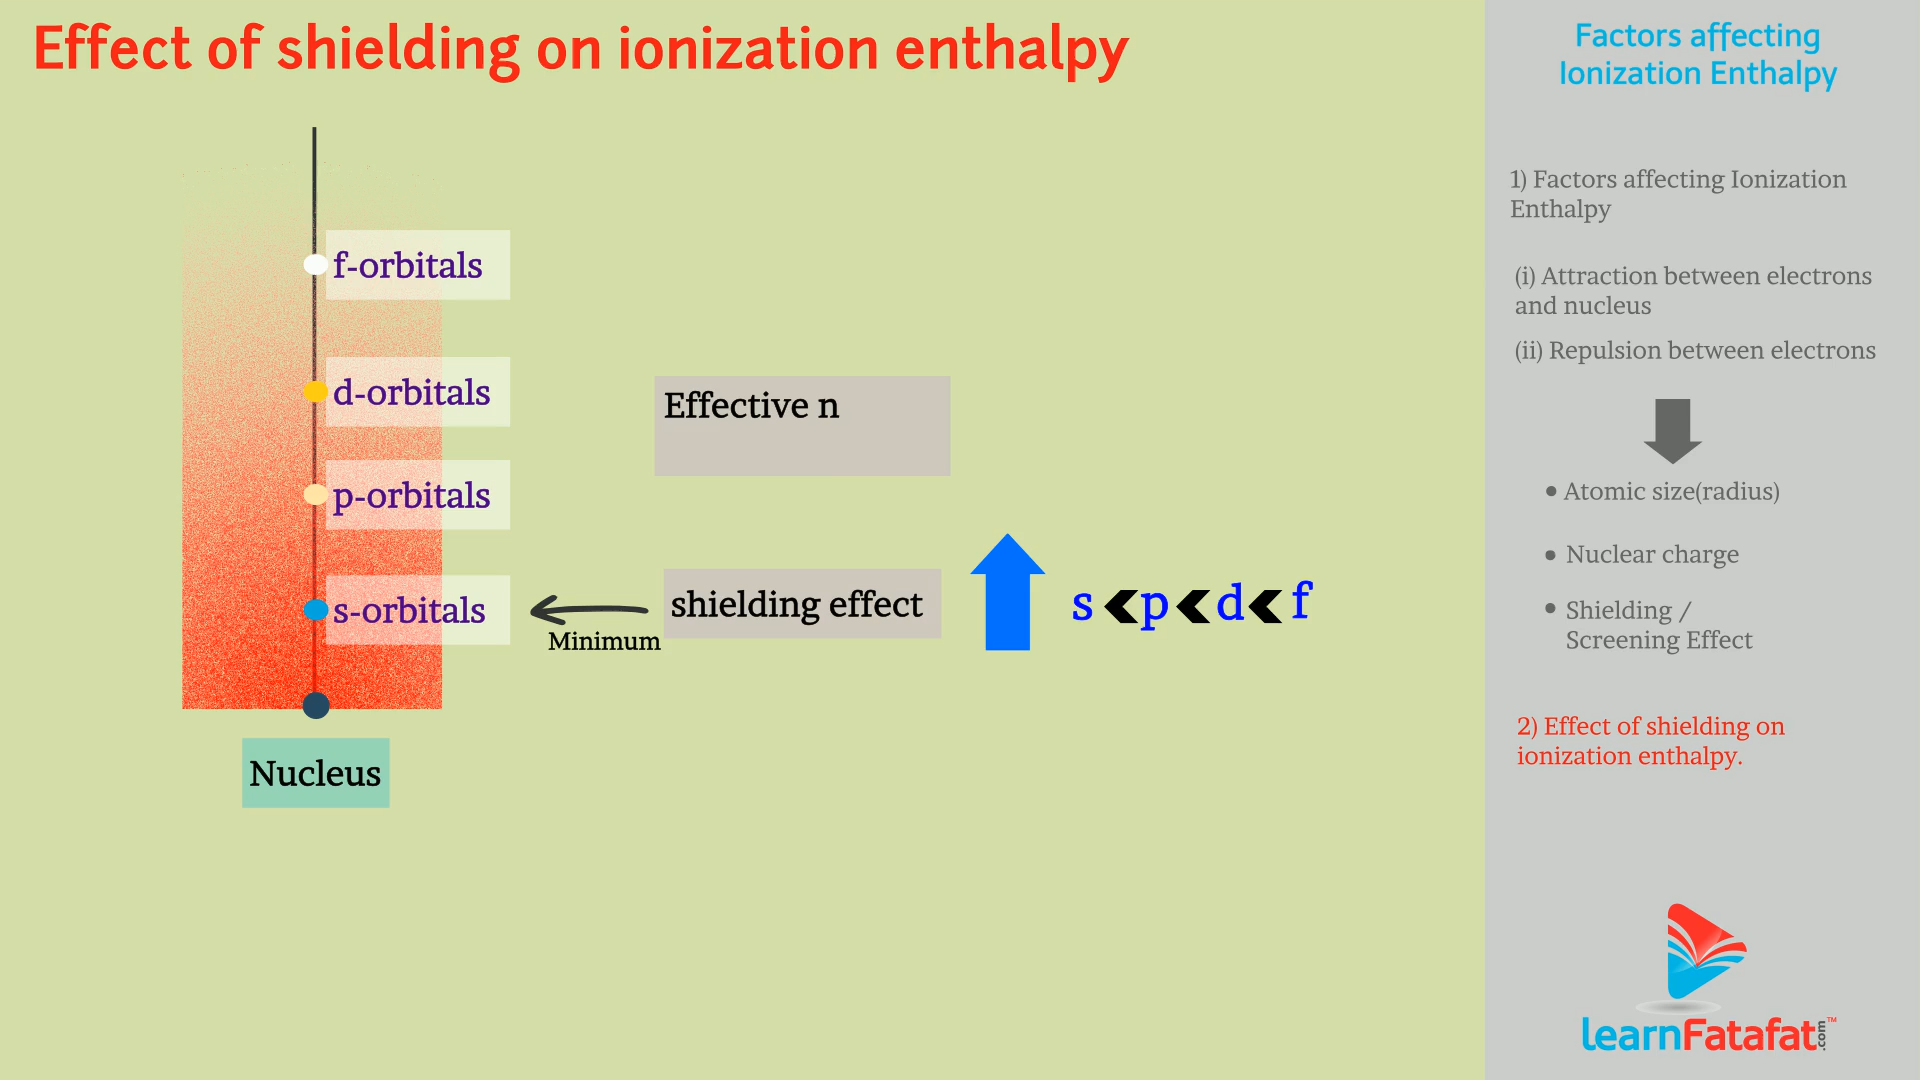 Effect of shielding on ionization enthalpy
f-orbitals
d-orbitals
p-orbitals
s-orbitals
Nucleus
Effective n
Minimum
shielding effect
s < p < d < f
Factors affecting
Ionization Enthalpy
1) Factors affecting Ionization
Enthalpy
(i) Attraction between electrons
and nucleus
(ii) Repulsion between electrons
• Atomic size(radius)
• Nuclear charge
• Shielding /
Screening Effect
2) Effect of shielding on
ionization enthalpy.
learnFatafat.com™